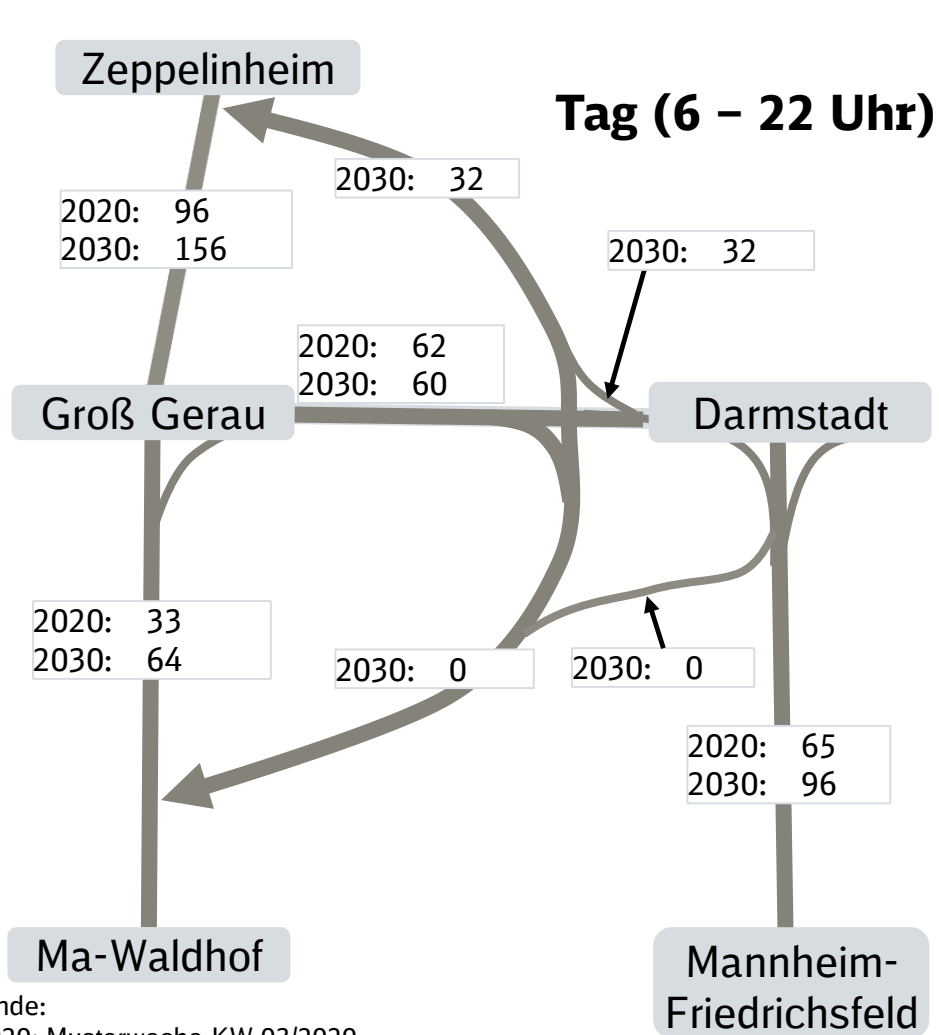 Zeppelinheim
Tag (6 – 22 Uhr)
2030: 32
2020: 96
2030: 156
2030: 32
2020: 62
2030: 60
Groß Gerau
Darmstadt
2020: 33
2030: 64
2030: 0
2030: 0
2020: 65
2030: 96
Ma-Waldhof
Mannheim-
Friedrichsfeld